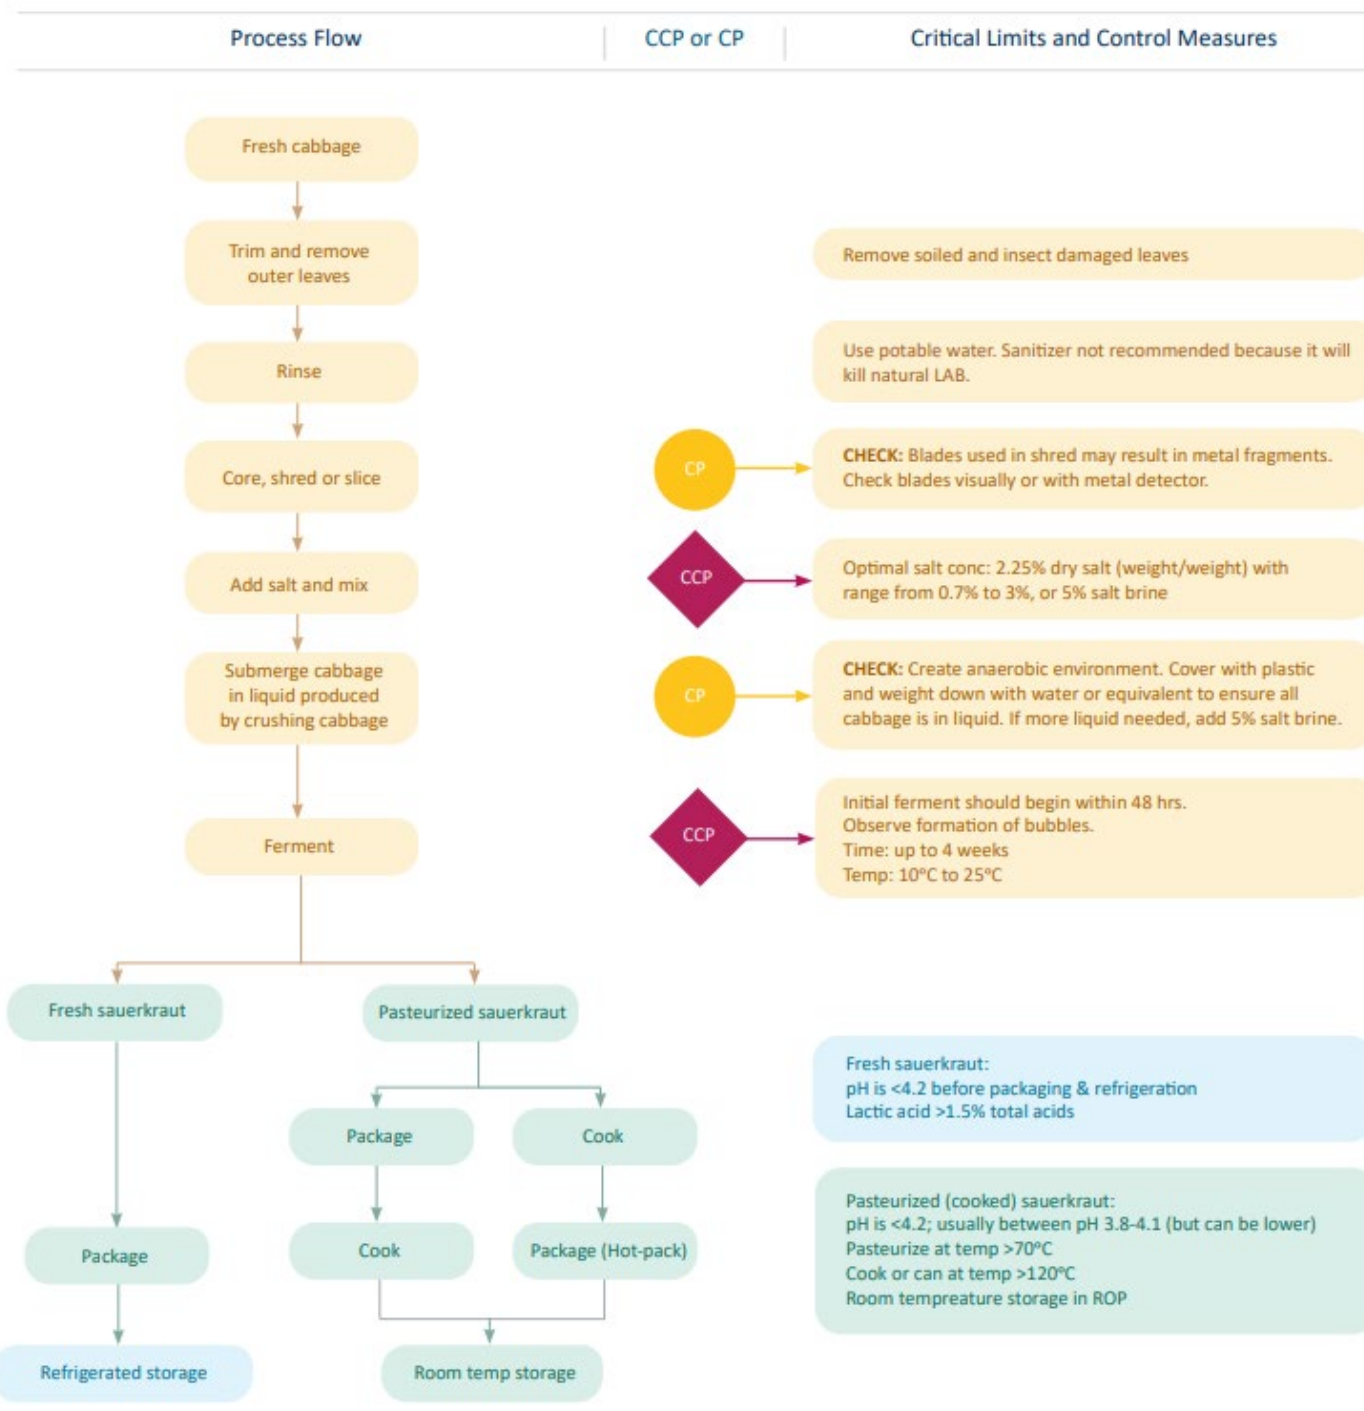 Process Flow
CCP or CP
Critical Limits and Control Measures
Fresh cabbage
Trim and remove
outer leaves
Remove soiled and insect damaged leaves
Rinse
Use potable water. Sanitizer not recommended because it will
kill natural LAB.
Core, shred or slice
CP
CHECK: Blades used in shred may result in metal fragments.
Check blades visually or with metal detector.
Add salt and mix
CCP
Optimal salt conc: 2.25% dry salt (weight/weight) with
range from 0.7% to 3%, or 5% salt brine
Submerge cabbage
in liquid produced
by crushing cabbage
CP
CHECK: Create anaerobic environment. Cover with plastic
and weight down with water or equivalent to ensure all
cabbage is in liquid. If more liquid needed, add 5% salt brine.
Ferment
CCP
Initial ferment should begin within 48 hrs.
Observe formation of bubbles.
Time: up to 4 weeks
Temp: 10°C to 25°C
Fresh sauerkraut
Pasteurized sauerkraut
Fresh sauerkraut:
pH is <4.2 before packaging & refrigeration
Lactic acid >1.5% total acids
Package
Cook
Package
Cook
Package (Hot-pack)
Pasteurized (cooked) sauerkraut:
pH is <4.2; usually between pH 3.8-4.1 (but can be lower)
Pasteurize at temp >70°C
Cook or can at temp >120°C
Room tempreature storage in ROP
Refrigerated storage
Room temp storage